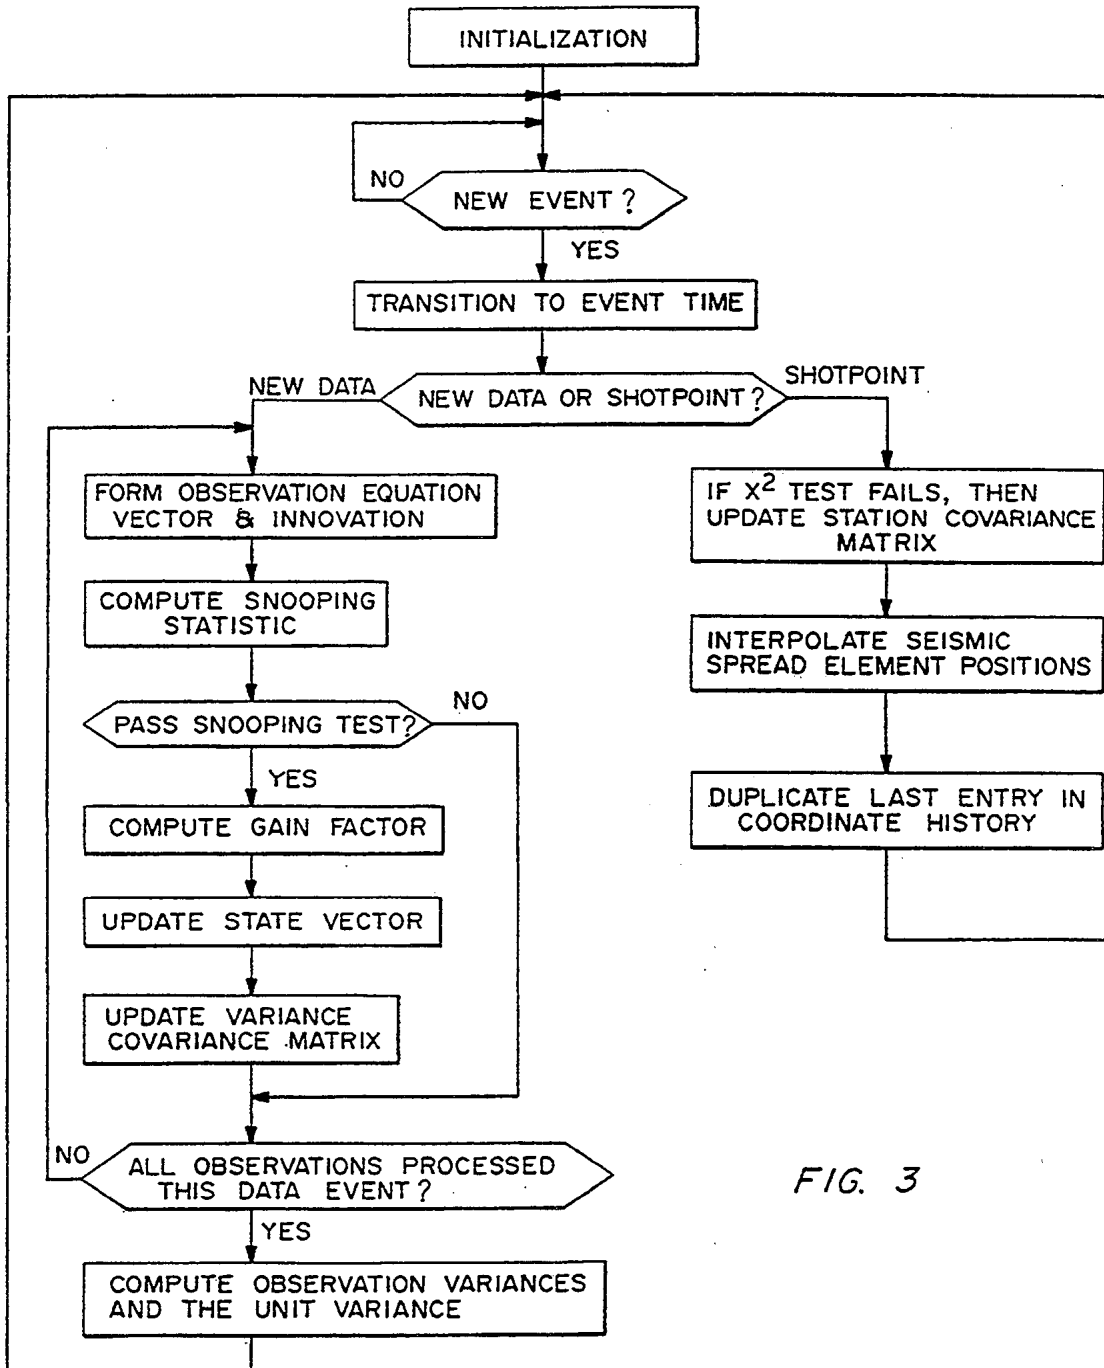 INITIALIZATION
NO
NEW EVENT?
YES
TRANSITION TO EVENT TIME
NEW DATA
NEW DATA OR SHOTPOINT?
SHOTPOINT
FORM OBSERVATION EQUATION
VECTOR & INNOVATION
COMPUTE SNOOPING
STATISTIC
PASS SNOOPING TEST?
NO
YES
COMPUTE GAIN FACTOR
UPDATE STATE VECTOR
UPDATE VARIANCE
COVARIANCE MATRIX
NO
ALL OBSERVATIONS PROCESSED
THIS DATA EVENT?
YES
COMPUTE OBSERVATION VARIANCES
AND THE UNIT VARIANCE
IF X² TEST FAILS, THEN
UPDATE STATION COVARIANCE
MATRIX
INTERPOLATE SEISMIC
SPREAD ELEMENT POSITIONS
DUPLICATE LAST ENTRY IN
COORDINATE HISTORY
FIG. 3